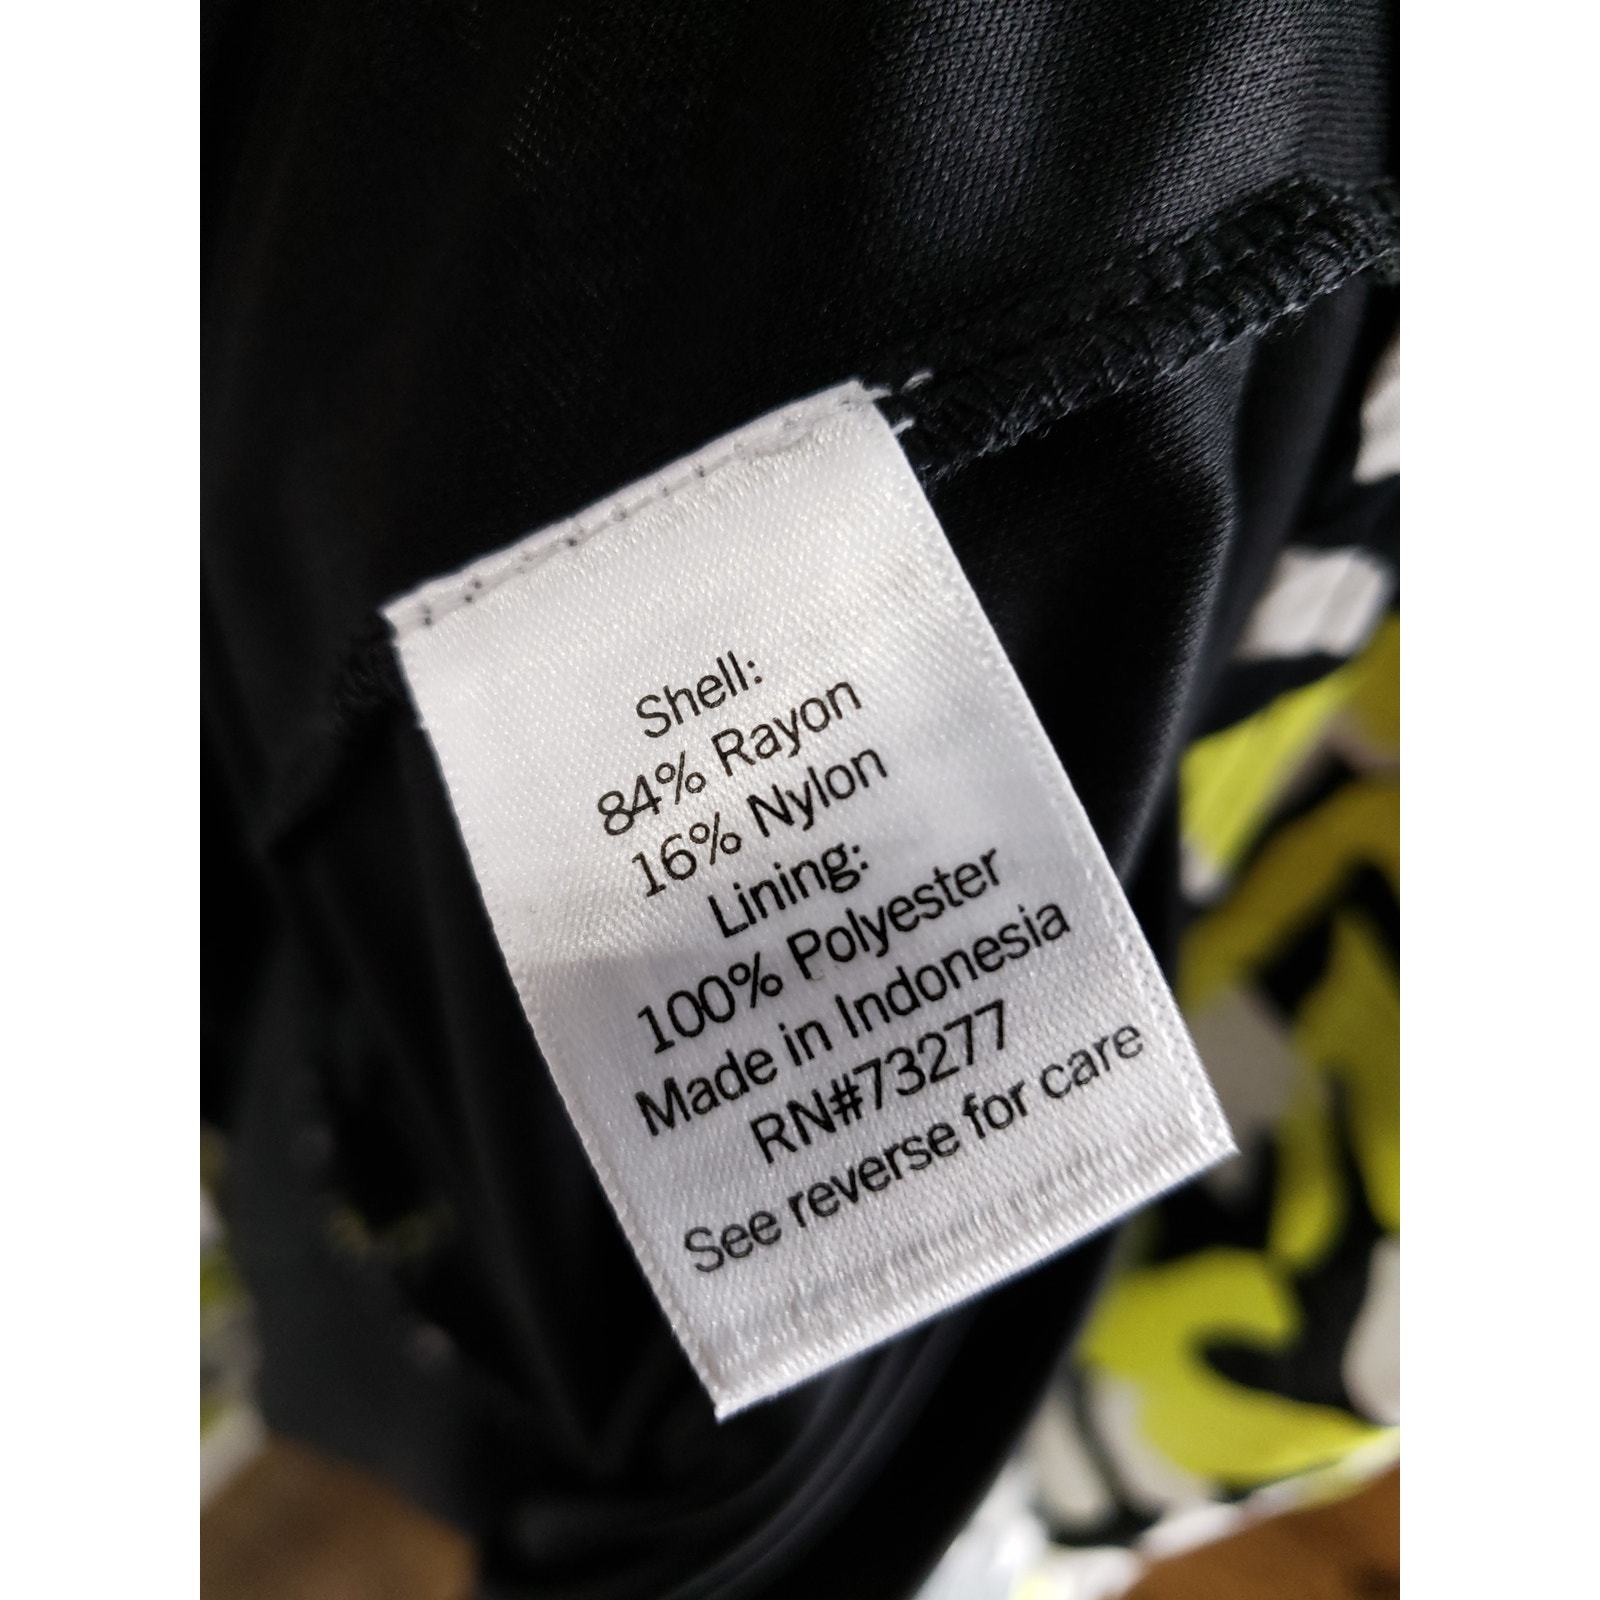 Shell:
84% Rayon
16% Nylon
Lining:
100% Polyester
Made in Indonesia
RN#73277
See reverse for care